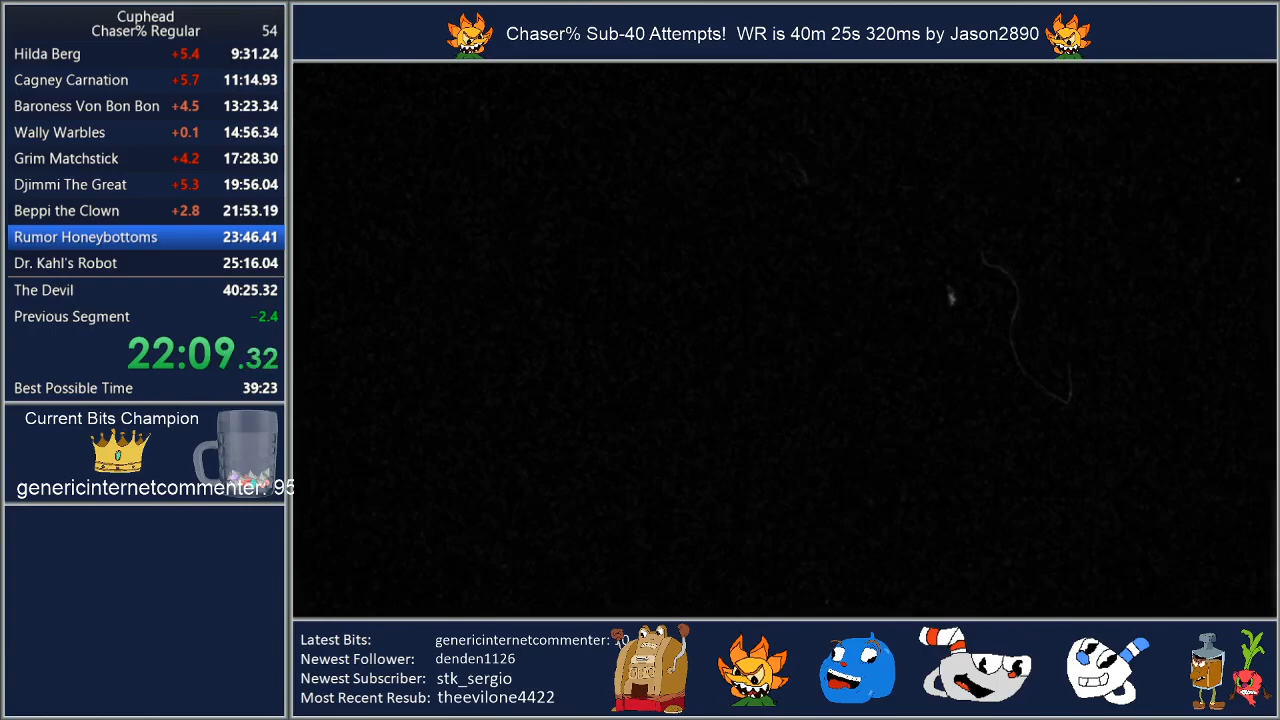 Cuphead
Chaser% Regular 54
Hilda Berg +5.4 9:31.24
Cagney Carnation +5.7 11:14.93
Baroness Von Bon Bon +4.5 13:23.34
Wally Warbles +0.1 14:56.34
Grim Matchstick +4.2 17:28.30
Djimmi The Great +5.3 19:56.04
Beppi the Clown +2.8 21:53.19
Rumor Honeybottoms 23:46.41
Dr. Kahl's Robot 25:16.04
The Devil 40:25.32
Previous Segment −2.4
22:09.32
Best Possible Time 39:23
Current Bits Champion
genericinternetcommenter: 95
Chaser% Sub-40 Attempts! WR is 40m 25s 320ms by Jason2890
Latest Bits: genericinternetcommenter:
Newest Follower: denden1126
Newest Subscriber: stk_sergio
Most Recent Resub: theevilone4422